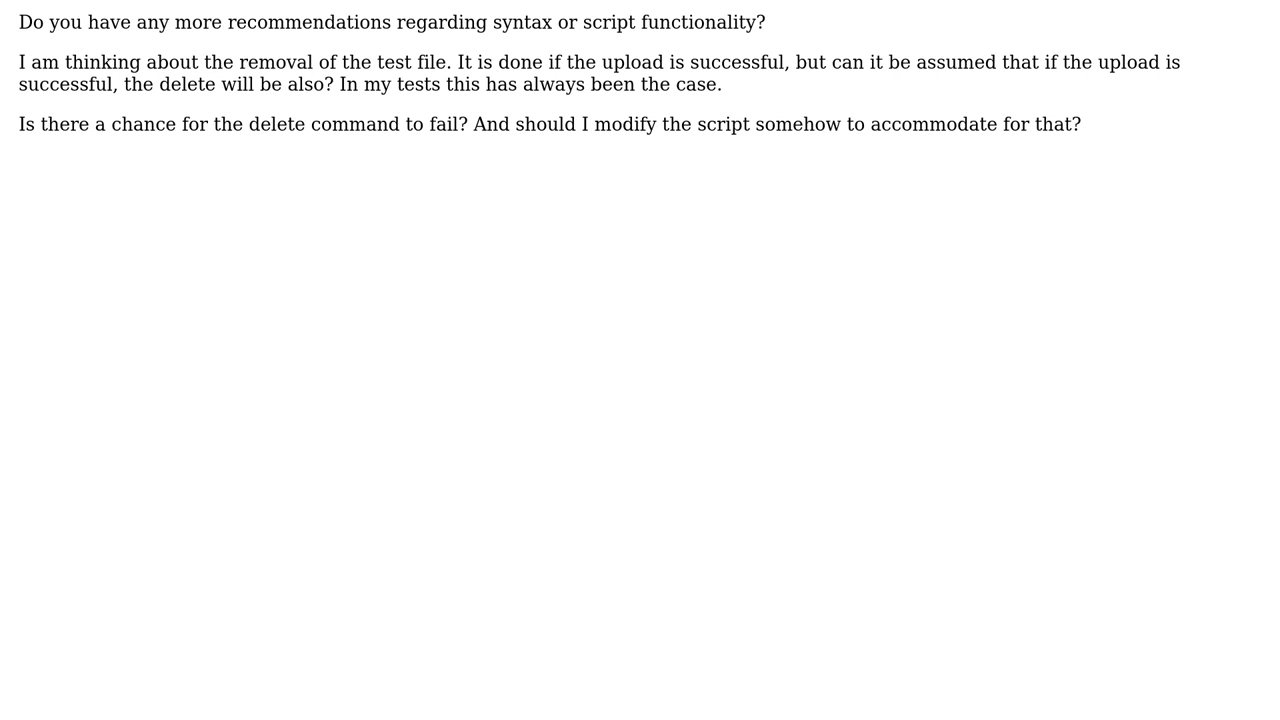 Do you have any more recommendations regarding syntax or script functionality?
I am thinking about the removal of the test file. It is done if the upload is successful, but can it be assumed that if the upload is
successful, the delete will be also? In my tests this has always been the case.
Is there a chance for the delete command to fail? And should I modify the script somehow to accommodate for that?